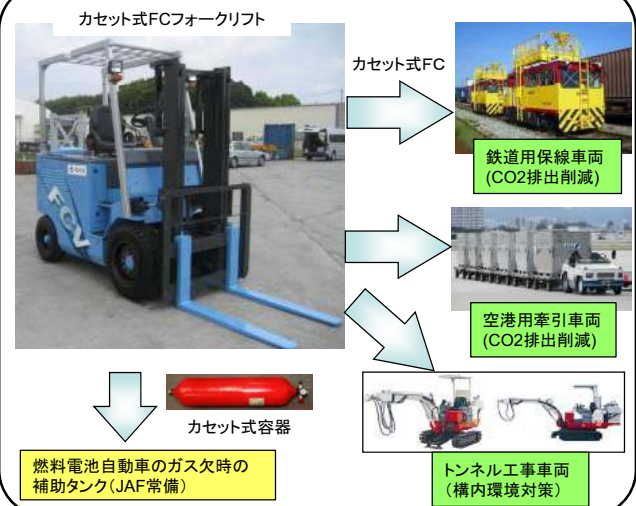 カセット式FCフォークリフト
カセット式FC
FCV
鉄道用保線車両
(CO2排出削減)
空港用牽引車両
(CO2排出削減)
カセット式容器
燃料電池自動車のガス欠時の
補助タンク(JAF常備)
トンネル工事車両
(構内環境対策)